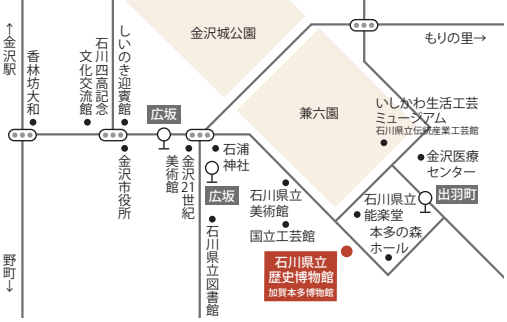 ←金沢駅
香林坊大和
石川四高記念
文化交流館
しいのき迎賓館
金沢城公園
もりの里→
広坂
兼六園
いしかわ生活工芸
ミュージアム
石川県立伝統産業工芸館
金沢市役所
金沢21世紀
美術館
石浦
神社
広坂
金沢医療
センター
出羽町
石川県立
美術館
国立工芸館
石川県立
能楽堂
本多の森
ホール
石川県立図書館
石川県立
歴史博物館
加賀本多博物館
野町→